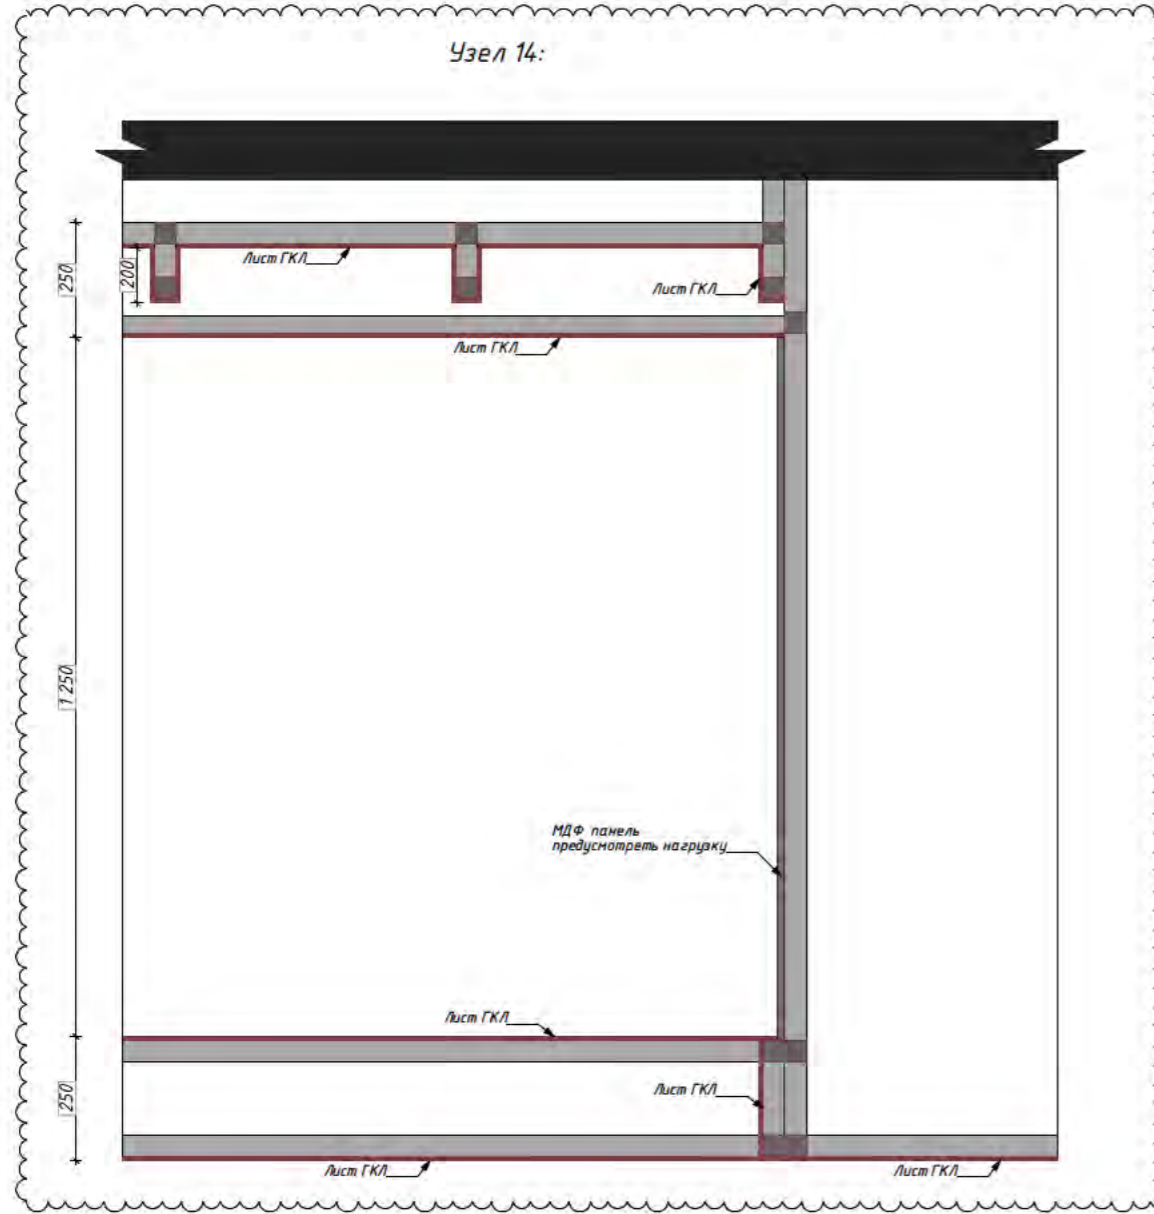 Узел 14:
Лист ГКЛ
250
200
Лист ГКЛ
Лист ГКЛ
1 250
МДФ панель
предусмотреть нагрузку
Лист ГКЛ
250
Лист ГКЛ
Лист ГКЛ
Лист ГКЛ